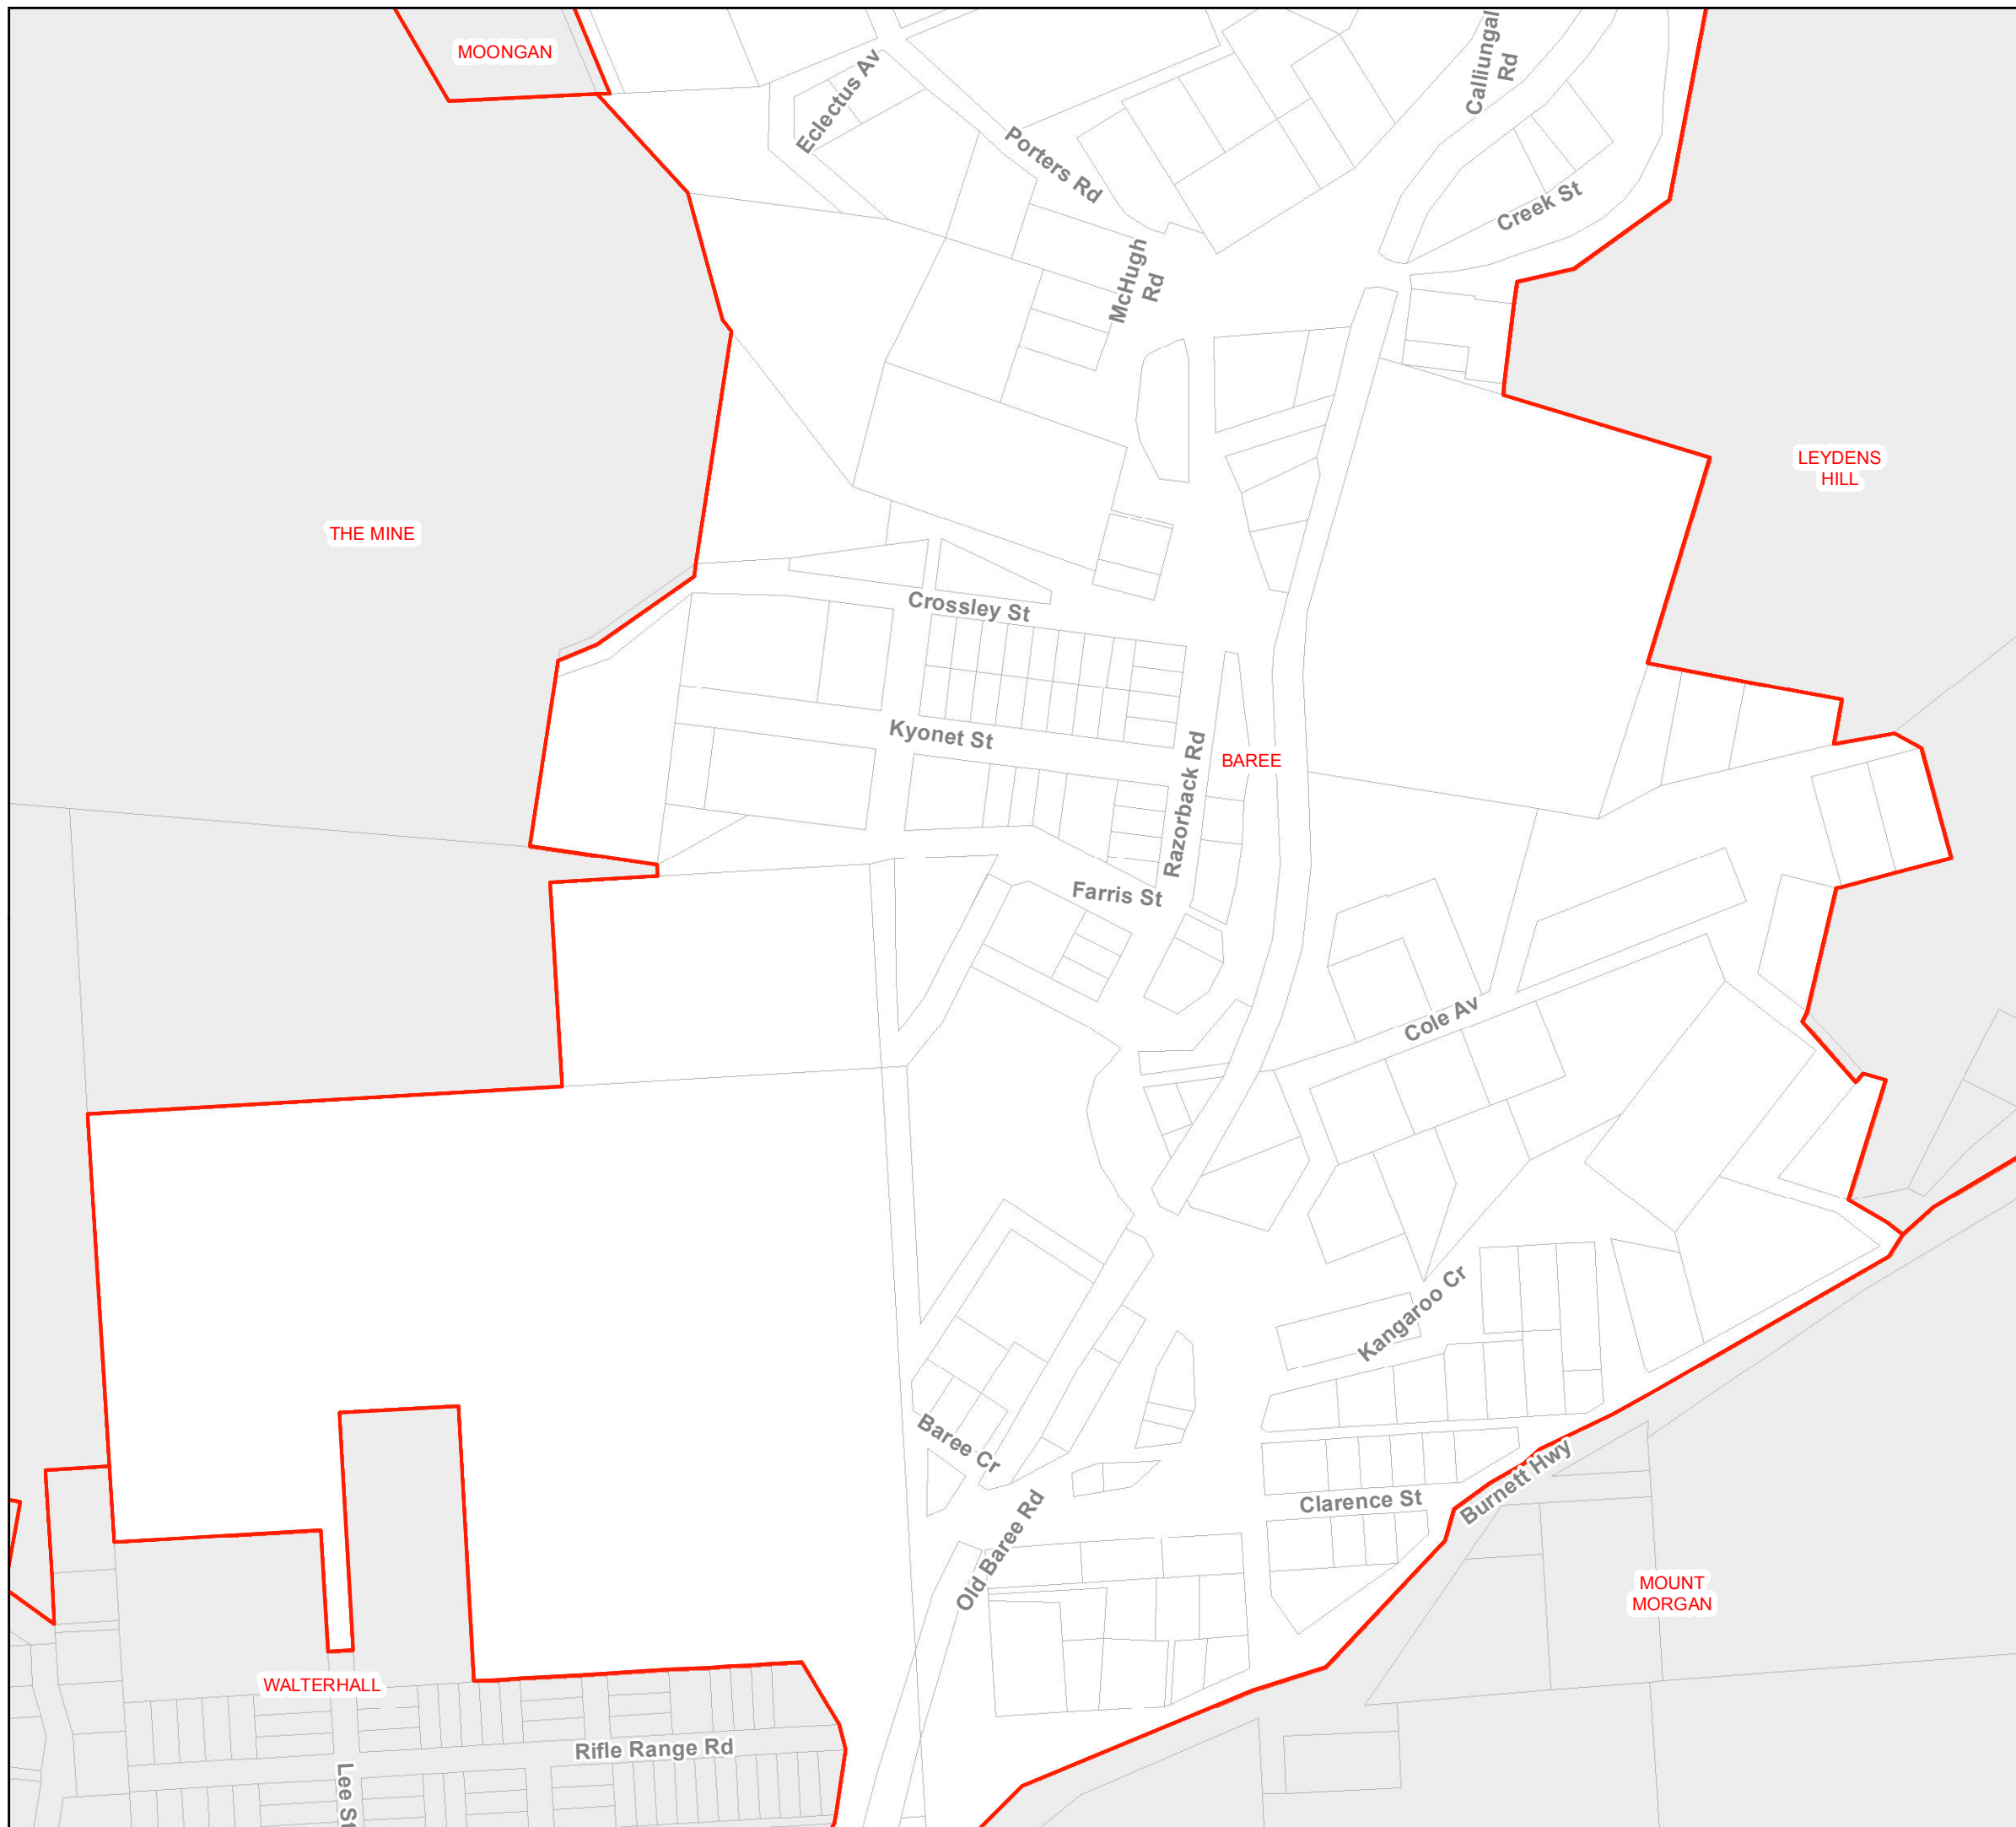 MOONGAN
Eclectus Av
Calliungal
Rd
Porters Rd
Creek St
McHugh
Rd
LEYDENS
HILL
THE MINE
Crossley St
Kyonet St
Razorback Rd
BAREE
Farris St
Cole Av
Kangaroo Cr
Baree Cr
Burnett Hwy
Clarence St
Old Baree Rd
MOUNT
MORGAN
WALTERHALL
Rifle Range Rd
Lee St